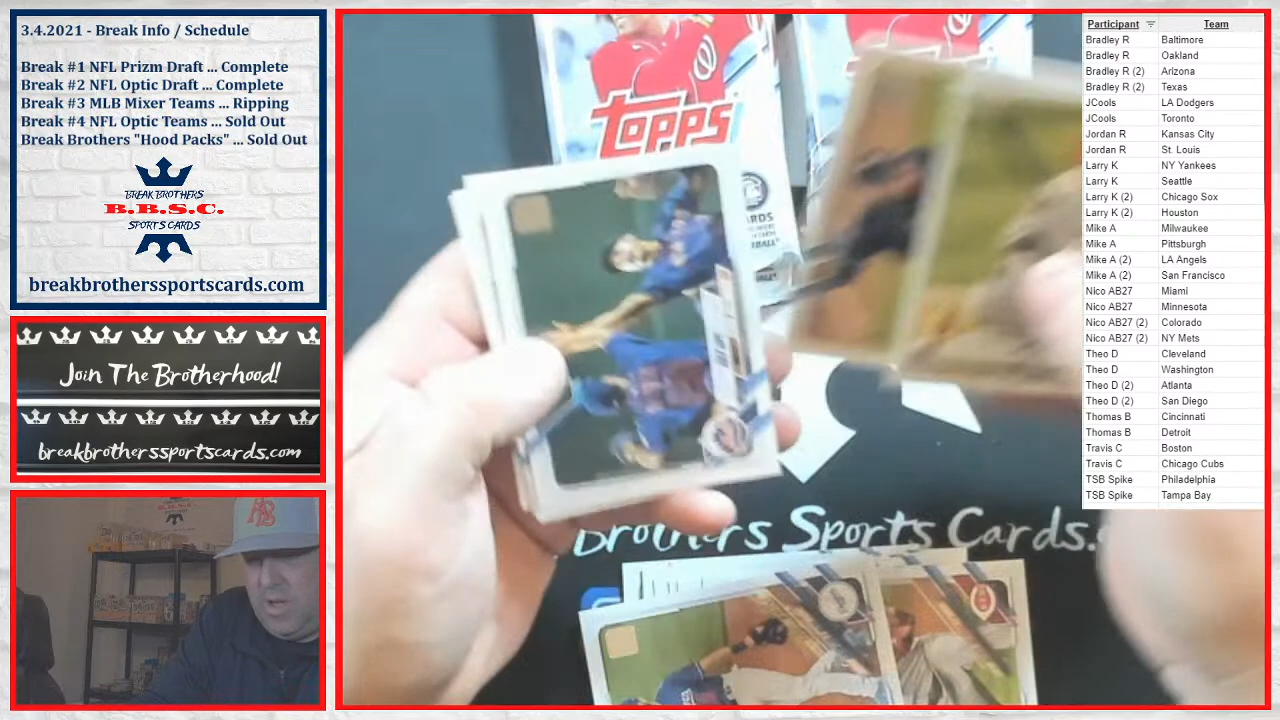 3.4.2021 - Break Info / Schedule
Break #1 NFL Prizm Draft ... Complete
Break #2 NFL Optic Draft ... Complete
Break #3 MLB Mixer Teams ... Ripping
Break #4 NFL Optic Teams ... Sold Out
Break Brothers "Hood Packs" ... Sold Out
BREAK BROTHERS
B.B.S.C.
SPORTS CARDS
breakbrotherssportscards.com
Join The Brotherhood!
breakbrotherssportscards.com
Topps
Brothers Sports Cards.
Participant Team
Bradley R Baltimore
Bradley R Oakland
Bradley R (2) Arizona
Bradley R (2) Texas
JCools LA Dodgers
JCools Toronto
Jordan R Kansas City
Jordan R St. Louis
Larry K NY Yankees
Larry K Seattle
Larry K (2) Chicago Sox
Larry K (2) Houston
Mike A Milwaukee
Mike A Pittsburgh
Mike A (2) LA Angels
Mike A (2) San Francisco
Nico AB27 Miami
Nico AB27 Minnesota
Nico AB27 (2) Colorado
Nico AB27 (2) NY Mets
Theo D Cleveland
Theo D Washington
Theo D (2) Atlanta
Theo D (2) San Diego
Thomas B Cincinnati
Thomas B Detroit
Travis C Boston
Travis C Chicago Cubs
TSB Spike Philadelphia
TSB Spike Tampa Bay